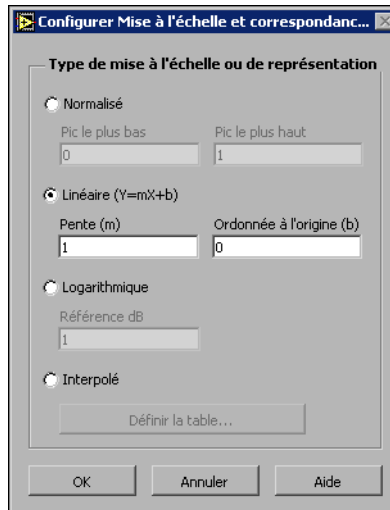 Configurer Mise à l'échelle et correspondanc...
Type de mise à l'échelle ou de représentation
Normalisé
Pic le plus bas Pic le plus haut
0 1
Linéaire (Y=mX+b)
Pente (m) Ordonnée à l'origine (b)
1 0
Logarithmique
Référence dB
1
Interpolé
Définir la table...
OK Annuler Aide